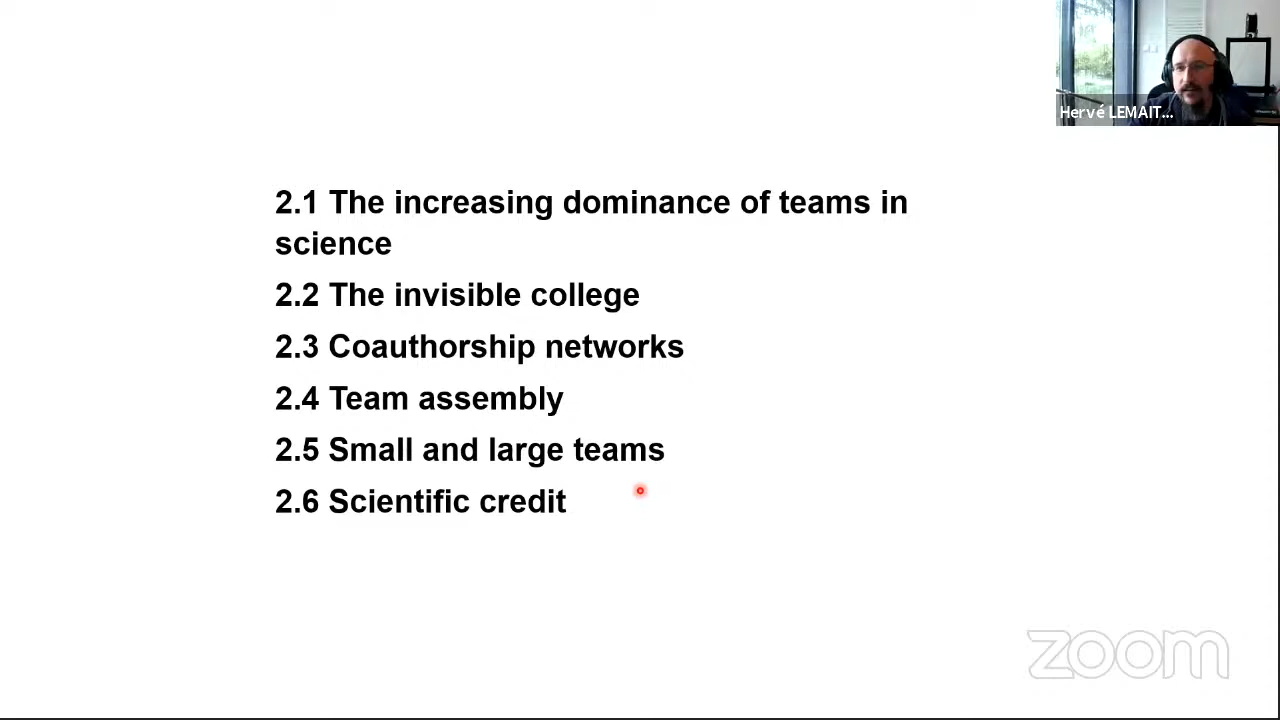 Hervé LEMAIT...
2.1 The increasing dominance of teams in
science
2.2 The invisible college
2.3 Coauthorship networks
2.4 Team assembly
2.5 Small and large teams
2.6 Scientific credit
zoom